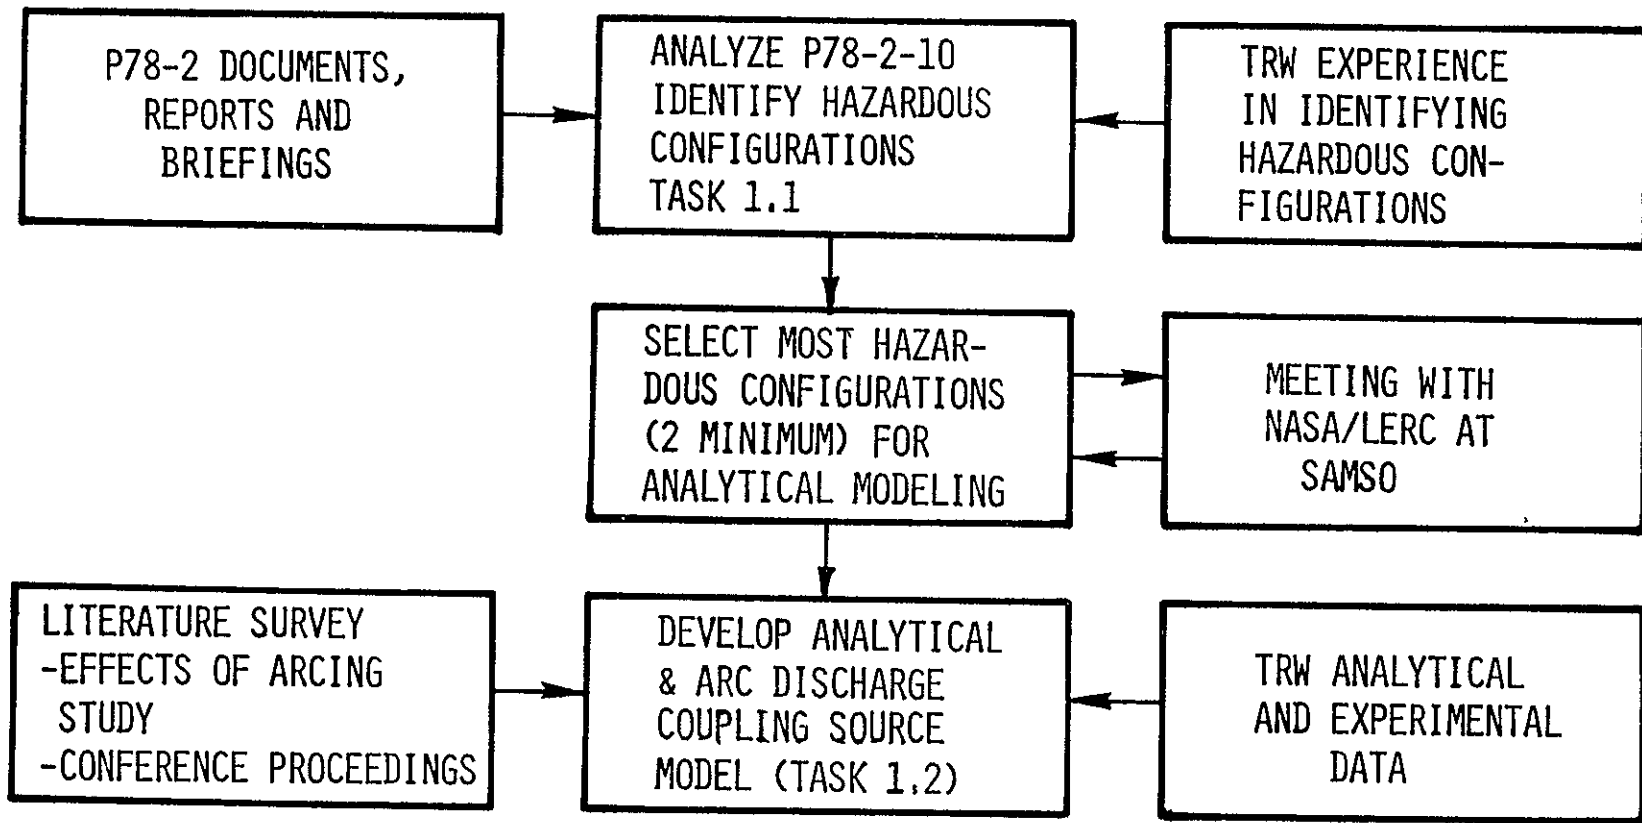 P78-2 DOCUMENTS,
REPORTS AND
BRIEFINGS
ANALYZE P78-2-10
IDENTIFY HAZARDOUS
CONFIGURATIONS
TASK 1.1
TRW EXPERIENCE
IN IDENTIFYING
HAZARDOUS CON-
FIGURATIONS
SELECT MOST HAZAR-
DOUS CONFIGURATIONS
(2 MINIMUM) FOR
ANALYTICAL MODELING
MEETING WITH
NASA/LERC AT
SAMSO
LITERATURE SURVEY
-EFFECTS OF ARCING
STUDY
-CONFERENCE PROCEEDINGS
DEVELOP ANALYTICAL
& ARC DISCHARGE
COUPLING SOURCE
MODEL (TASK 1.2)
TRW ANALYTICAL
AND EXPERIMENTAL
DATA